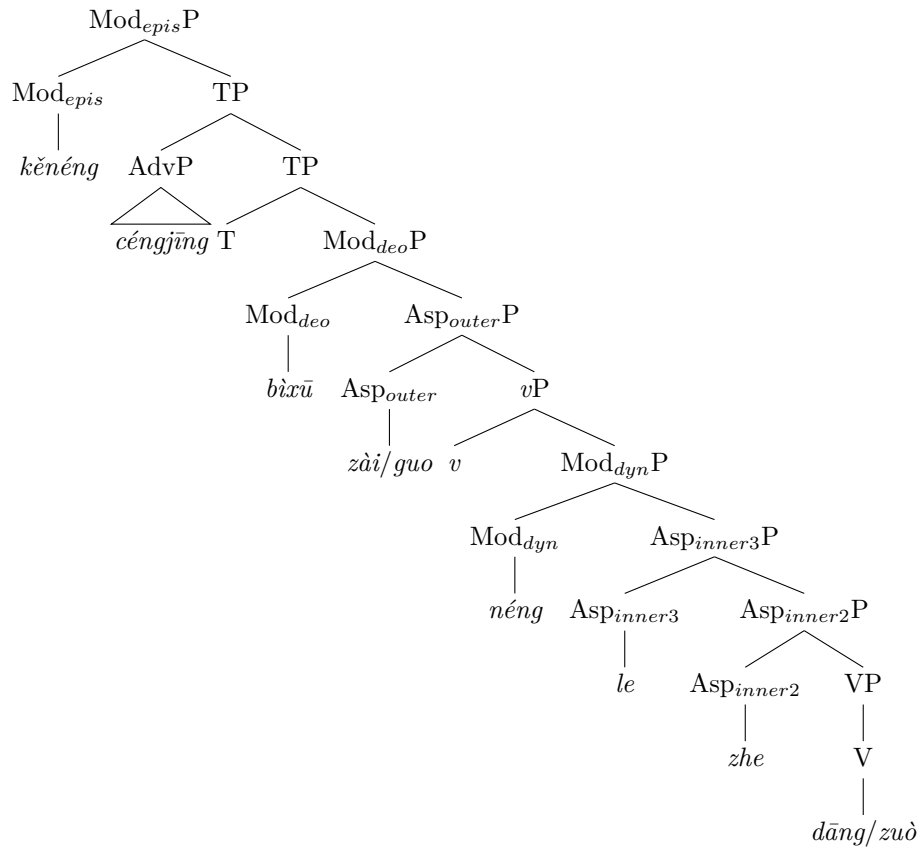 Mod_epis P
Mod_epis TP
kěnéng AdvP TP
céngjīng T Mod_deo P
Mod_deo Asp_outer P
bìxū Asp_outer vP
zài/guo v Mod_dyn P
Mod_dyn Asp_inner3 P
néng Asp_inner3 Asp_inner2 P
le Asp_inner2 VP
zhe V
dāng/zuò